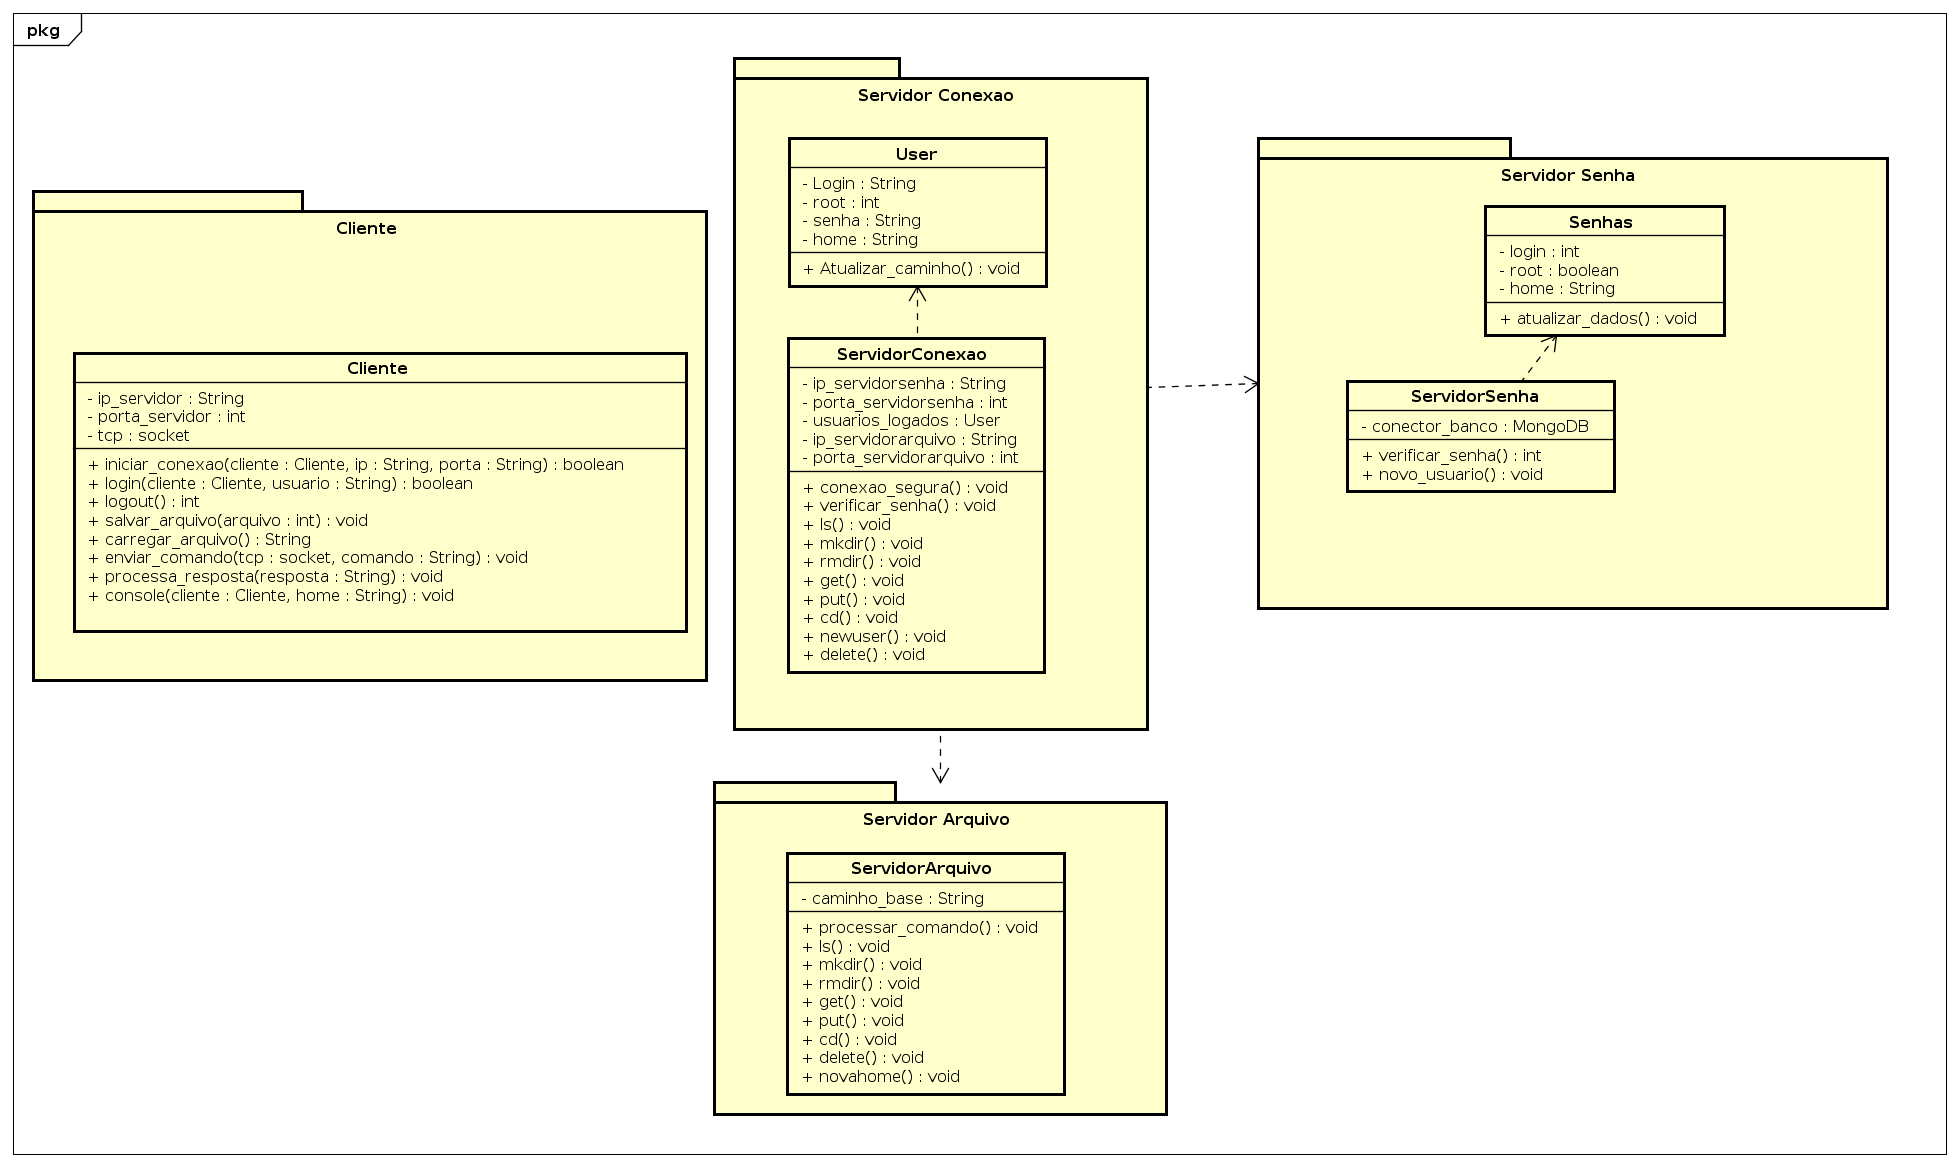 pkg
Cliente
Cliente
- ip_servidor : String
- porta_servidor : int
- tcp : socket
+ iniciar_conexao(cliente : Cliente, ip : String, porta : String) : boolean
+ login(cliente : Cliente, usuario : String) : boolean
+ logout() : int
+ salvar_arquivo(arquivo : int) : void
+ carregar_arquivo() : String
+ enviar_comando(tcp : socket, comando : String) : void
+ processa_resposta(resposta : String) : void
+ console(cliente : Cliente, home : String) : void
Servidor Conexao
User
- Login : String
- root : int
- senha : String
- home : String
+ Atualizar_caminho() : void
ServidorConexao
- ip_servidorsenha : String
- porta_servidorsenha : int
- usuarios_logados : User
- ip_servidorarquivo : String
- porta_servidorarquivo : int
+ conexao_segura() : void
+ verificar_senha() : void
+ ls() : void
+ mkdir() : void
+ rmdir() : void
+ get() : void
+ put() : void
+ cd() : void
+ newuser() : void
+ delete() : void
Servidor Senha
Senhas
- login : int
- root : boolean
- home : String
+ atualizar_dados() : void
ServidorSenha
- conector_banco : MongoDB
+ verificar_senha() : int
+ novo_usuario() : void
Servidor Arquivo
ServidorArquivo
- caminho_base : String
+ processar_comando() : void
+ ls() : void
+ mkdir() : void
+ rmdir() : void
+ get() : void
+ put() : void
+ cd() : void
+ delete() : void
+ novahome() : void